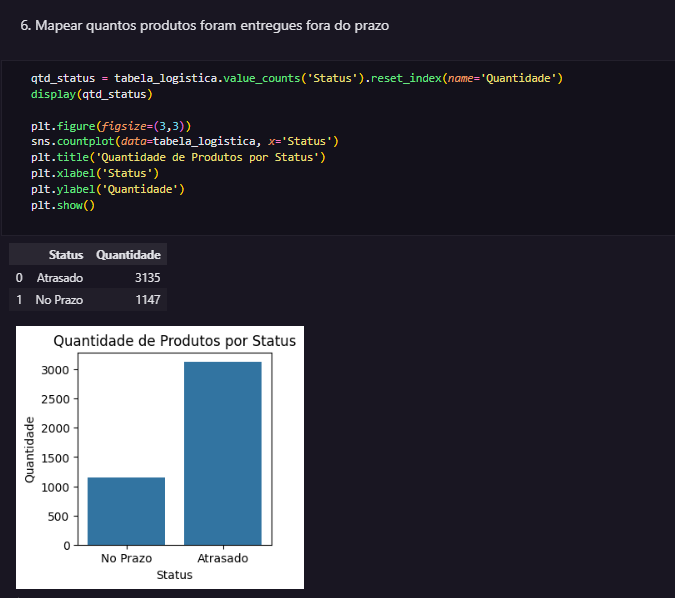 6. Mapear quantos produtos foram entregues fora do prazo
qtd_status = tabela_logistica.value_counts('Status').reset_index(name='Quantidade')
display(qtd_status)
plt.figure(figsize=(3,3))
sns.countplot(data=tabela_logistica, x='Status')
plt.title('Quantidade de Produtos por Status')
plt.xlabel('Status')
plt.ylabel('Quantidade')
plt.show()
Status Quantidade
0 Atrasado 3135
1 No Prazo 1147
Quantidade de Produtos por Status
3000
2500
2000
1500
1000
500
0
Quantidade
No Prazo Atrasado
Status